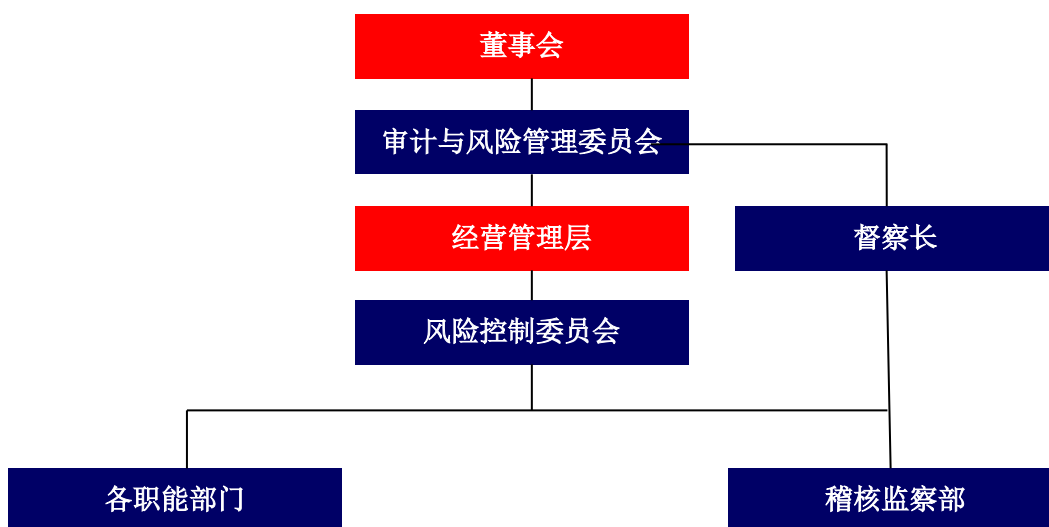 董事会
审计与风险管理委员会
经营管理层
督察长
风险控制委员会
各职能部门
稽核监察部